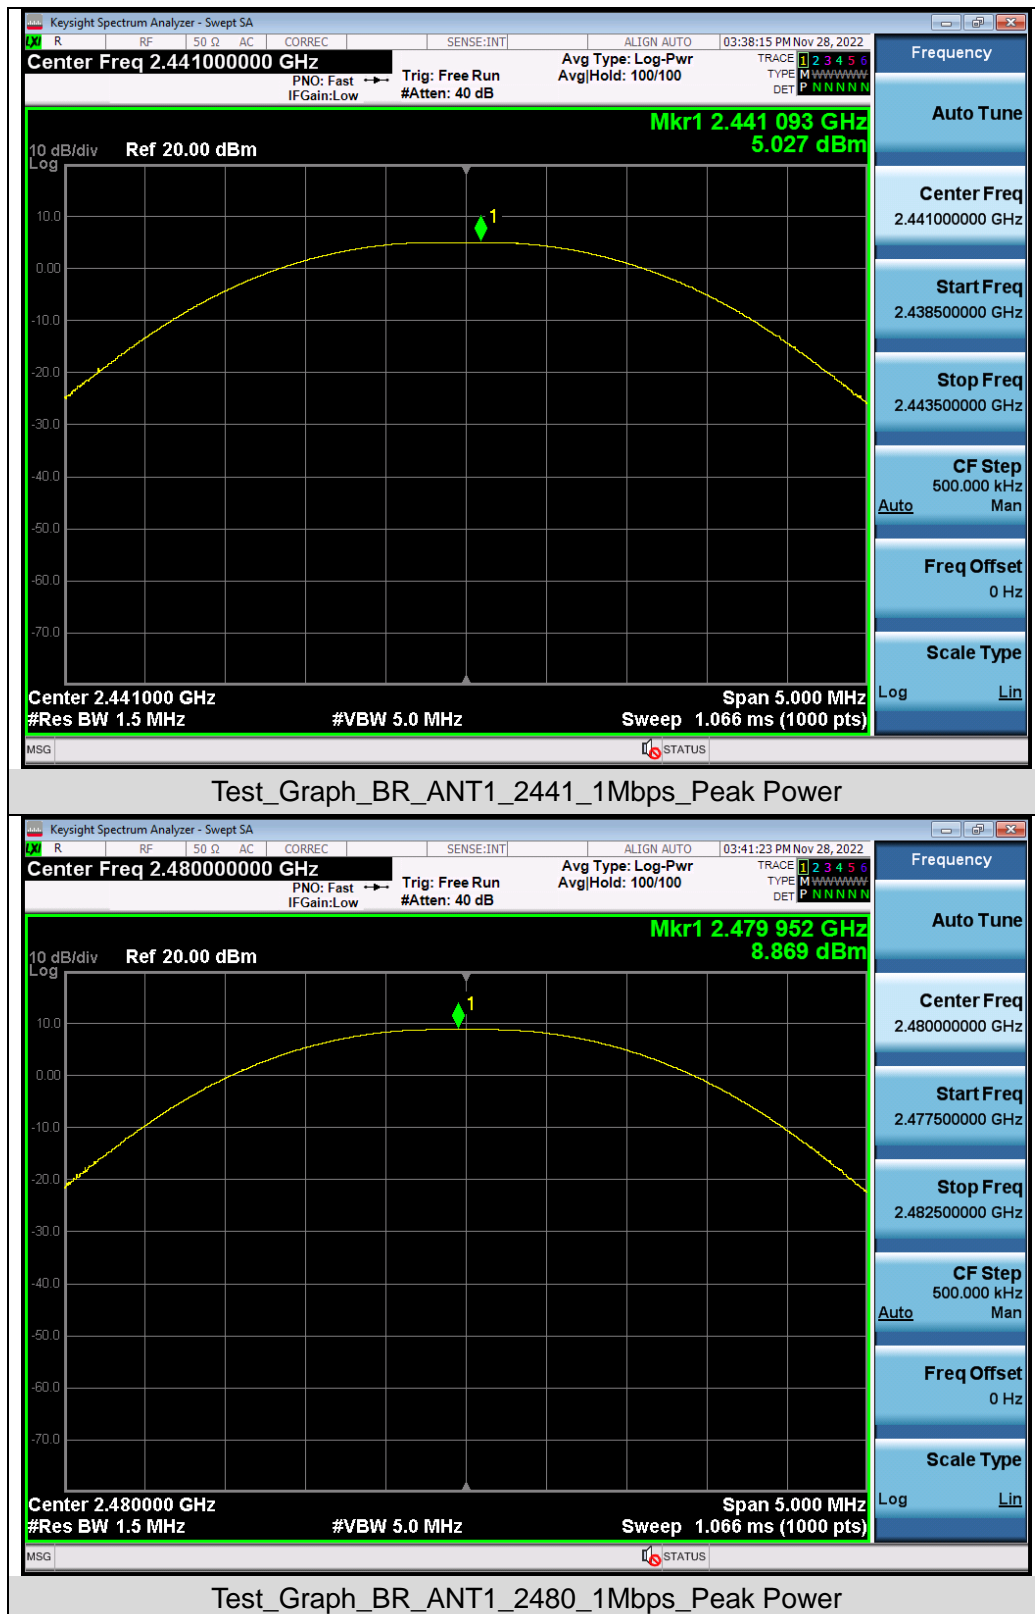 Keysight Spectrum Analyzer - Swept SA
LXI R RF 50 Ω AC CORREC SENSE:INT ALIGN AUTO 03:38:15 PM Nov 28, 2022
Center Freq 2.441000000 GHz
PNO: Fast
IFGain:Low
Trig: Free Run
#Atten: 40 dB
Avg Type: Log-Pwr
Avg|Hold: 100/100
TRACE 1 2 3 4 5 6
TYPE M WWWWW
DET P N N N N N
Mkr1 2.441 093 GHz
5.027 dBm
10 dB/div Ref 20.00 dBm
Log
10.0
1
0.00
-10.0
-20.0
-30.0
-40.0
-50.0
-60.0
-70.0
Center 2.441000 GHz Span 5.000 MHz
#Res BW 1.5 MHz #VBW 5.0 MHz Sweep 1.066 ms (1000 pts)
MSG STATUS
Frequency
Auto Tune
Center Freq
2.441000000 GHz
Start Freq
2.438500000 GHz
Stop Freq
2.443500000 GHz
CF Step
500.000 kHz
Auto Man
Freq Offset
0 Hz
Scale Type
Log Lin
Test_Graph_BR_ANT1_2441_1Mbps_Peak Power
Keysight Spectrum Analyzer - Swept SA
LXI R RF 50 Ω AC CORREC SENSE:INT ALIGN AUTO 03:41:23 PM Nov 28, 2022
Center Freq 2.480000000 GHz
PNO: Fast
IFGain:Low
Trig: Free Run
#Atten: 40 dB
Avg Type: Log-Pwr
Avg|Hold: 100/100
TRACE 1 2 3 4 5 6
TYPE M WWWWW
DET P N N N N N
Mkr1 2.479 952 GHz
8.869 dBm
10 dB/div Ref 20.00 dBm
Log
1
10.0
0.00
-10.0
-20.0
-30.0
-40.0
-50.0
-60.0
-70.0
Center 2.480000 GHz Span 5.000 MHz
#Res BW 1.5 MHz #VBW 5.0 MHz Sweep 1.066 ms (1000 pts)
MSG STATUS
Frequency
Auto Tune
Center Freq
2.480000000 GHz
Start Freq
2.477500000 GHz
Stop Freq
2.482500000 GHz
CF Step
500.000 kHz
Auto Man
Freq Offset
0 Hz
Scale Type
Log Lin
Test_Graph_BR_ANT1_2480_1Mbps_Peak Power